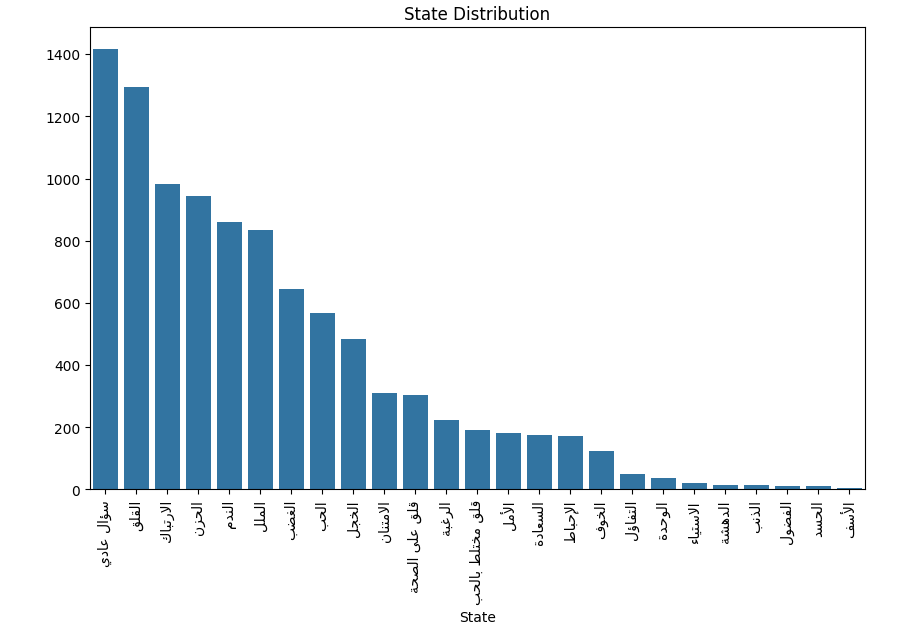 State Distribution
1400
1200
1000
800
600
400
200
0
سؤال عادي
القلق
الارتباك
الحزن
الندم
الملل
الغضب
الحب
الخجل
الامتنان
قلق على الصحة
الرغبة
قلق مختلط بالحب
الأمل
السعادة
الإحباط
الخوف
التفاؤل
الوحدة
الاستياء
الدهشة
الذنب
الفضول
الحسد
الأسف
State